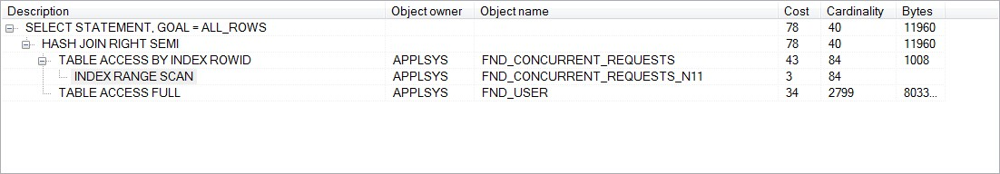 Description Object owner Object name Cost Cardinality Bytes
SELECT STATEMENT, GOAL = ALL_ROWS 78 40 11960
HASH JOIN RIGHT SEMI 78 40 11960
TABLE ACCESS BY INDEX ROWID APPLSYS FND_CONCURRENT_REQUESTS 43 84 1008
INDEX RANGE SCAN APPLSYS FND_CONCURRENT_REQUESTS_N11 3 84
TABLE ACCESS FULL APPLSYS FND_USER 34 2799 8033...